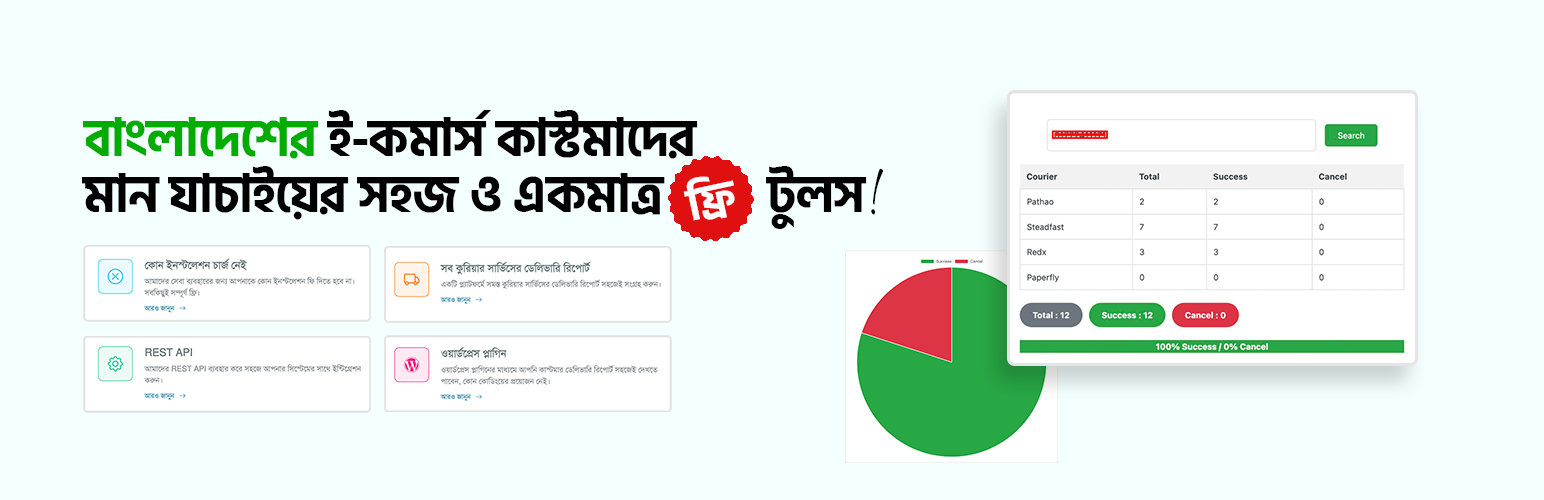 বাংলাদেশের ই-কমার্স কাস্টমাদের
মান যাচাইয়ের সহজ ও একমাত্র ফ্রি টুলস!
কোন ইনস্টলেশন চার্জ নেই
আমাদের সেবা ব্যবহারের জন্য আপনাকে কোন ইনস্টলেশন ফি দিতে হবে না।
সবকিছুই সম্পূর্ণ ফ্রি।
আরও জানুন →
সব কুরিয়ার সার্ভিসের ডেলিভারি রিপোর্ট
একটি প্ল্যাটফর্মে সমস্ত কুরিয়ার সার্ভিসের ডেলিভারি রিপোর্ট সহজেই সংগ্রহ করুন।
আরও জানুন →
REST API
আমাদের REST API ব্যবহার করে সহজে আপনার সিস্টেমের সাথে ইন্টিগ্রেশন
করুন।
আরও জানুন →
ওয়ার্ডপ্রেস প্লাগিন
ওয়ার্ডপ্রেস প্লাগিনের মাধ্যমে আপনি কাস্টমার ডেলিভারি রিপোর্ট সহজেই দেখতে
পাবেন, কোন কোডিংয়ের প্রয়োজন নেই।
আরও জানুন →
Success Cancel
Search
Courier Total Success Cancel
Pathao 2 2 0
Steadfast 7 7 0
Redx 3 3 0
Paperfly 0 0 0
Total : 12 Success : 12 Cancel : 0
100% Success / 0% Cancel